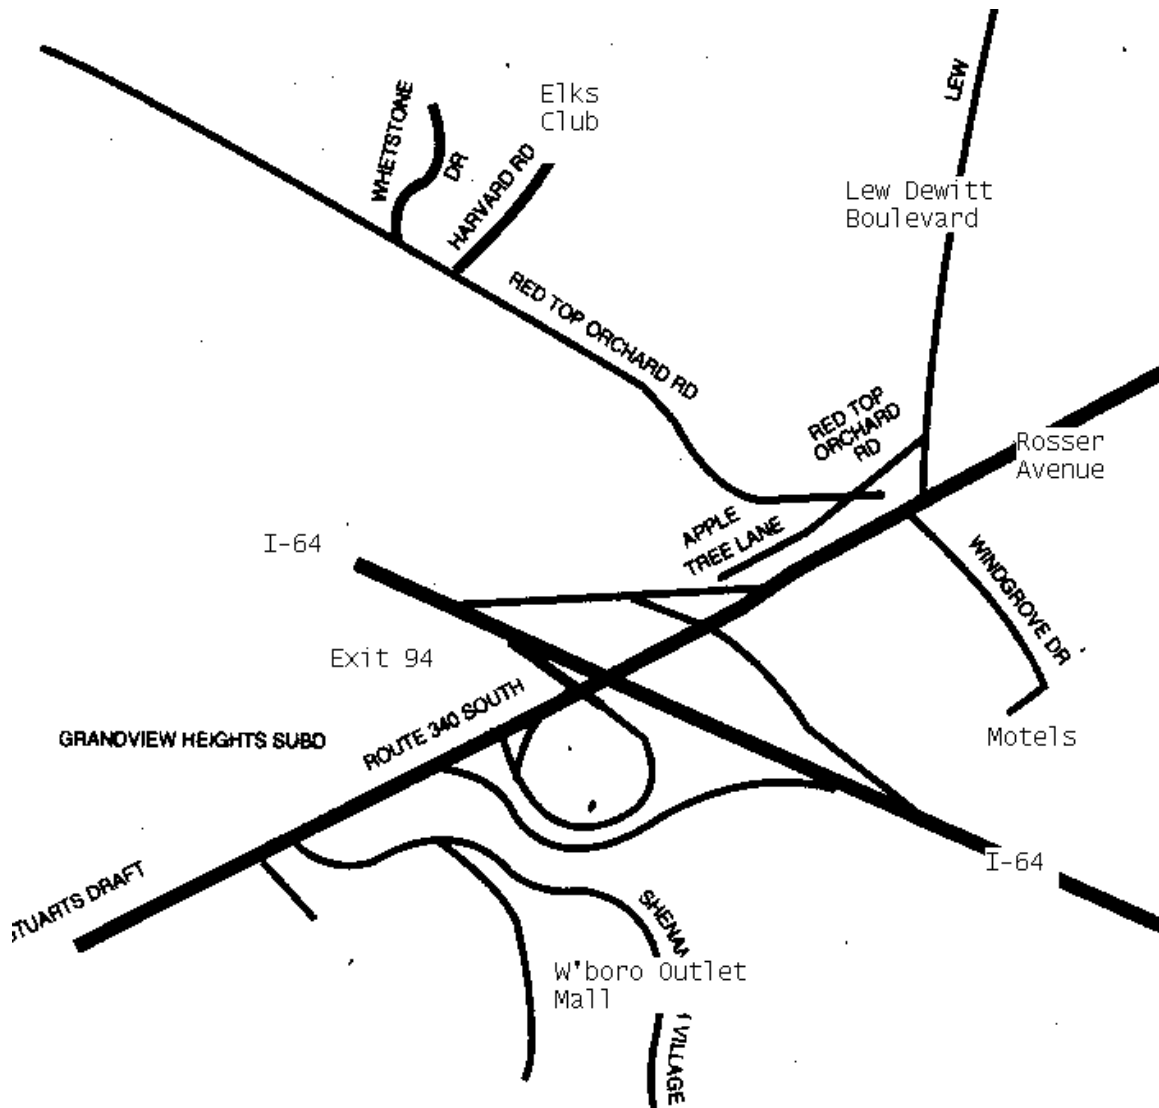 Elks
Club
WHETSTONE
DR
HARVARD RD
LEW
Lew Dewitt
Boulevard
RED TOP ORCHARD RD
RED TOP
ORCHARD
RD
Rosser
Avenue
APPLE
TREE LANE
I-64
WINDGROVE DR
Exit 94
ROUTE 340 SOUTH
GRANDVIEW HEIGHTS SUBD
Motels
I-64
STUARTS DRAFT
W'boro Outlet
Mall
VILLAGE